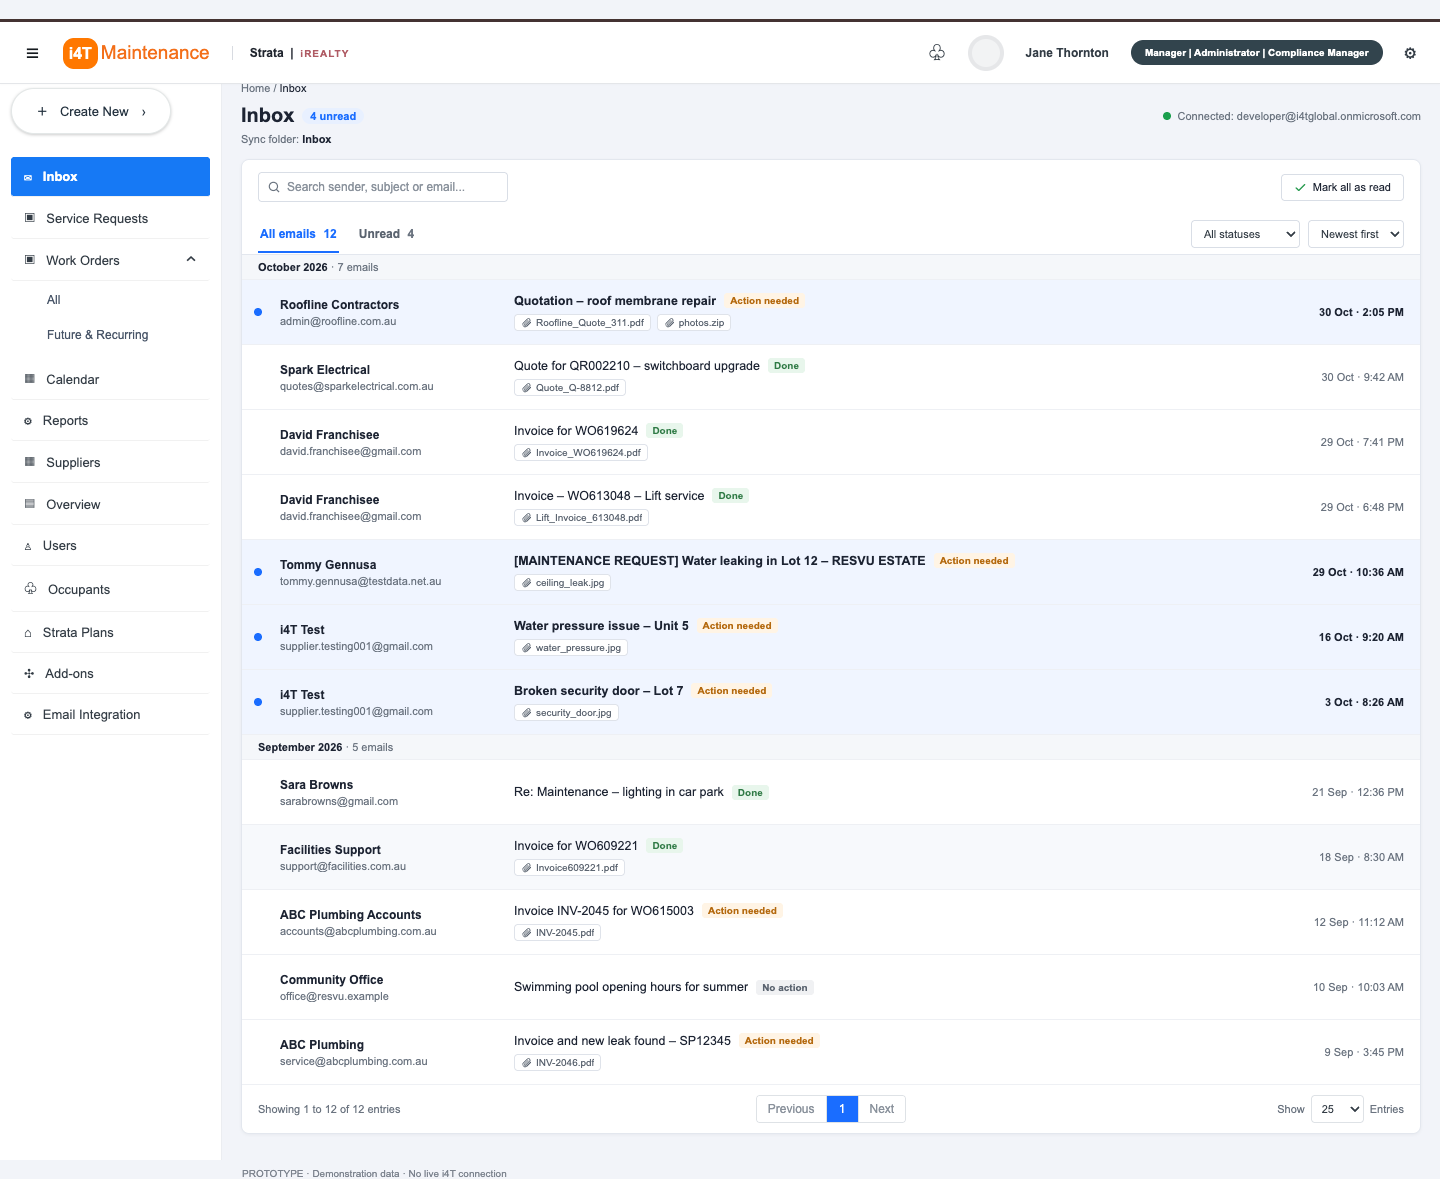 i4T Maintenance
Strata | iREALTY
Jane Thornton
Manager | Administrator | Compliance Manager
+ Create New ›
Inbox
Service Requests
Work Orders
All
Future & Recurring
Calendar
Reports
Suppliers
Overview
Users
Occupants
Strata Plans
Add-ons
Email Integration
Home / Inbox
Inbox 4 unread
Connected: developer@i4tglobal.onmicrosoft.com
Sync folder: Inbox
Search sender, subject or email...
Mark all as read
All emails 12 Unread 4
All statuses Newest first
October 2026 · 7 emails
Roofline Contractors
admin@roofline.com.au
Quotation – roof membrane repair Action needed
Roofline_Quote_311.pdf photos.zip
30 Oct · 2:05 PM
Spark Electrical
quotes@sparkelectrical.com.au
Quote for QR002210 – switchboard upgrade Done
Quote_Q-8812.pdf
30 Oct · 9:42 AM
David Franchisee
david.franchisee@gmail.com
Invoice for WO619624 Done
Invoice_WO619624.pdf
29 Oct · 7:41 PM
David Franchisee
david.franchisee@gmail.com
Invoice – WO613048 – Lift service Done
Lift_Invoice_613048.pdf
29 Oct · 6:48 PM
Tommy Gennusa
tommy.gennusa@testdata.net.au
[MAINTENANCE REQUEST] Water leaking in Lot 12 – RESVU ESTATE Action needed
ceiling_leak.jpg
29 Oct · 10:36 AM
i4T Test
supplier.testing001@gmail.com
Water pressure issue – Unit 5 Action needed
water_pressure.jpg
16 Oct · 9:20 AM
i4T Test
supplier.testing001@gmail.com
Broken security door – Lot 7 Action needed
security_door.jpg
3 Oct · 8:26 AM
September 2026 · 5 emails
Sara Browns
sarabrowns@gmail.com
Re: Maintenance – lighting in car park Done
21 Sep · 12:36 PM
Facilities Support
support@facilities.com.au
Invoice for WO609221 Done
Invoice609221.pdf
18 Sep · 8:30 AM
ABC Plumbing Accounts
accounts@abcplumbing.com.au
Invoice INV-2045 for WO615003 Action needed
INV-2045.pdf
12 Sep · 11:12 AM
Community Office
office@resvu.example
Swimming pool opening hours for summer No action
10 Sep · 10:03 AM
ABC Plumbing
service@abcplumbing.com.au
Invoice and new leak found – SP12345 Action needed
INV-2046.pdf
9 Sep · 3:45 PM
Showing 1 to 12 of 12 entries
Previous 1 Next
Show 25 Entries
PROTOTYPE · Demonstration data · No live i4T connection